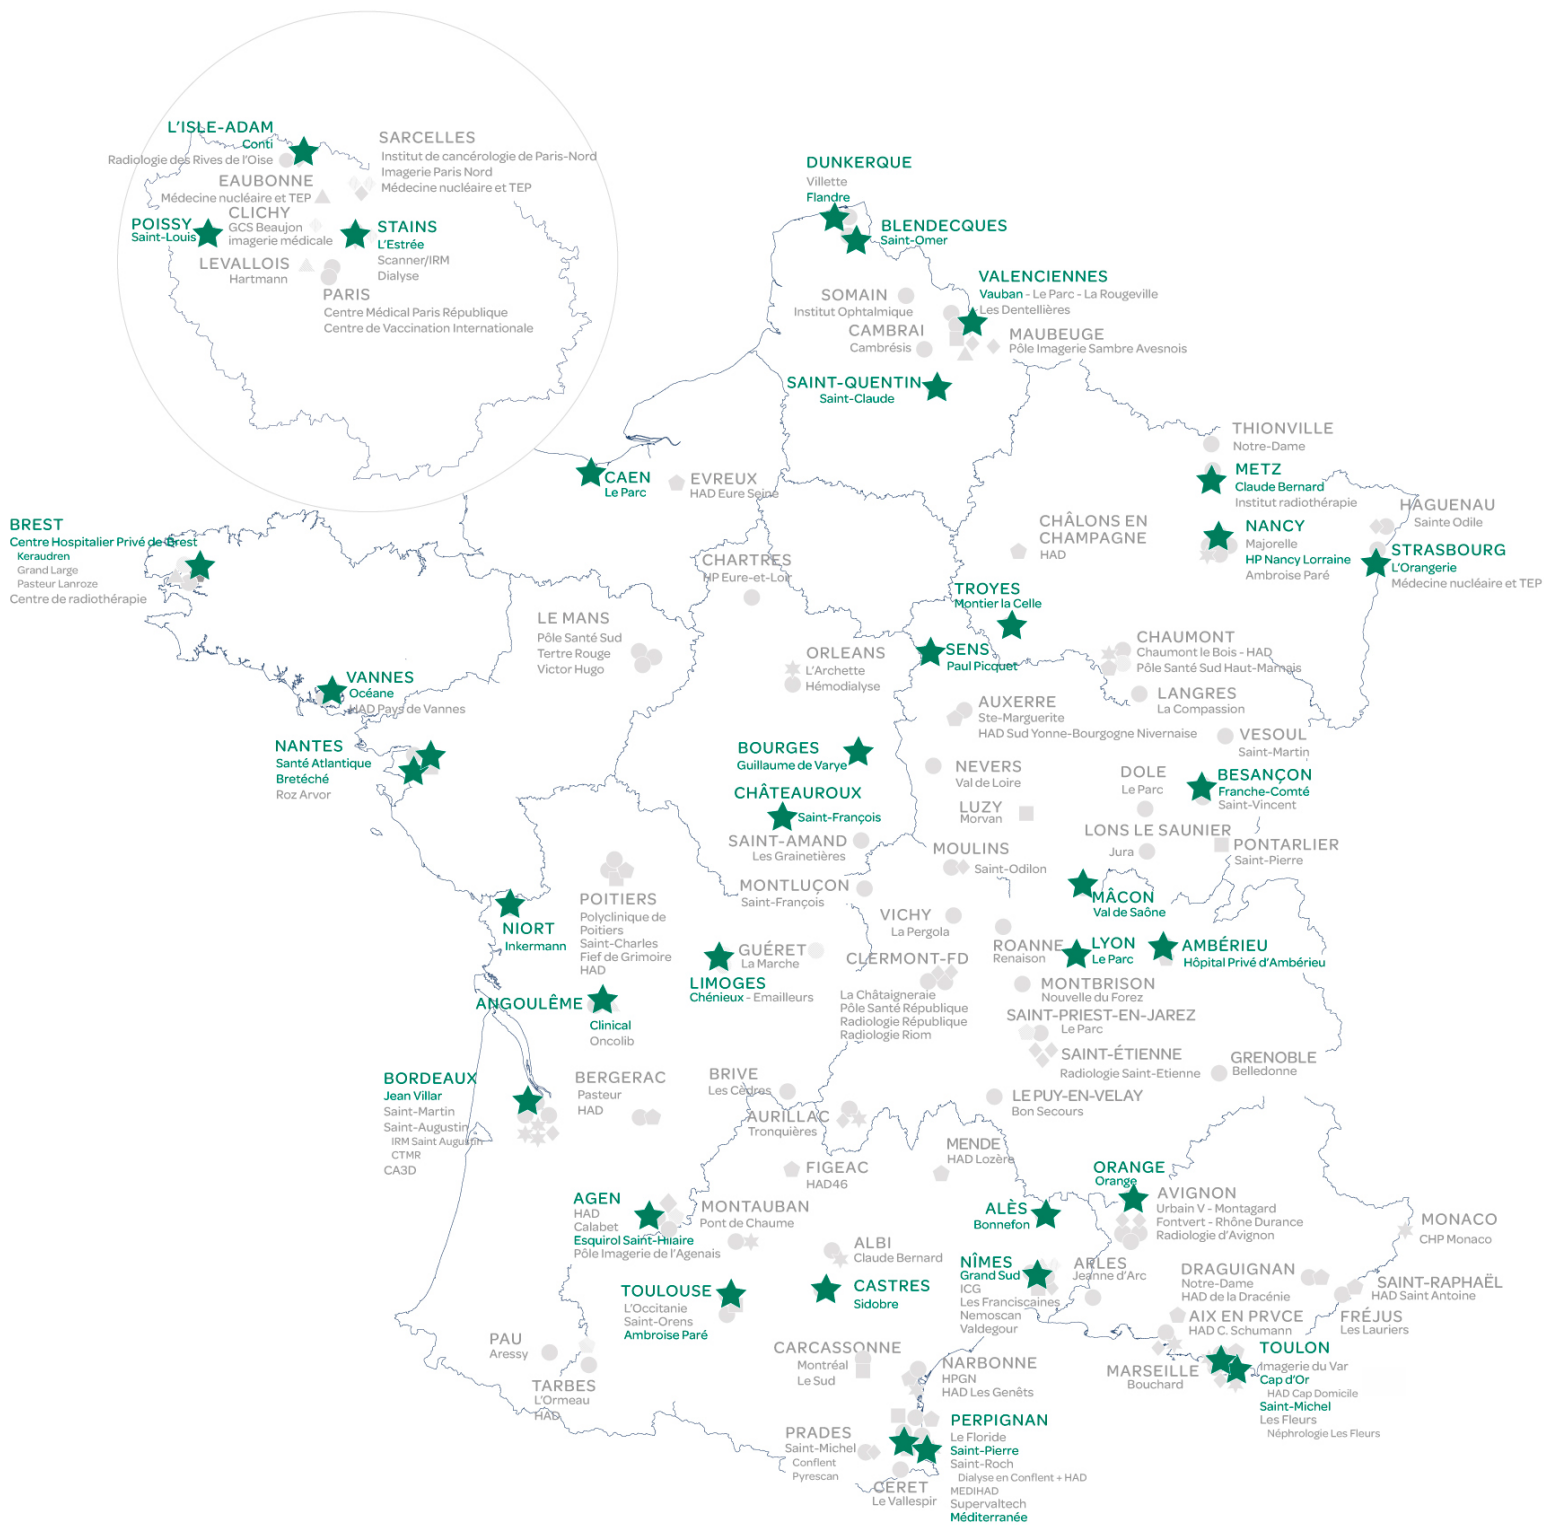 L'ISLE-ADAM
Conti
Radiologie des Rives de l'Oise
SARCELLES
Institut de cancérologie de Paris-Nord
Imagerie Paris Nord
Médecine nucléaire et TEP
EAUBONNE
Médecine nucléaire et TEP
CLICHY
GCS Beaujon
imagerie médicale
POISSY
Saint-Louis
STAINS
L'Estrée
Scanner/IRM
Dialyse
LEVALLOIS
Hartmann
PARIS
Centre Médical Paris République
Centre de Vaccination Internationale
DUNKERQUE
Villette
Flandre
BLENDECQUES
Saint-Omer
VALENCIENNES
Vauban - Le Parc - La Rougeville
Les Dentellières
SOMAIN
Institut Ophtalmique
CAMBRAI
Cambrésis
MAUBEUGE
Pôle Imagerie Sambre Avesnois
SAINT-QUENTIN
Saint-Claude
CAEN
Le Parc
EVREUX
HAD Eure Seine
THIONVILLE
Notre-Dame
METZ
Claude Bernard
Institut radiothérapie
HAGUENAU
Sainte Odile
NANCY
Majorelle
HP Nancy Lorraine
Ambroise Paré
STRASBOURG
L'Orangerie
Médecine nucléaire et TEP
CHÂLONS EN
CHAMPAGNE
HAD
BREST
Centre Hospitalier Privé de Brest
Keraudren
Grand Large
Pasteur Lanroze
Centre de radiothérapie
CHARTRES
HP Eure-et-Loir
TROYES
Montier la Celle
LE MANS
Pôle Santé Sud
Tertre Rouge
Victor Hugo
ORLEANS
L'Archette
Hémodialyse
SENS
Paul Picquet
CHAUMONT
Chaumont le Bois - HAD
Pôle Santé Sud Haut-Marnais
LANGRES
La Compassion
VANNES
Océane
HAD Pays de Vannes
AUXERRE
Ste-Marguerite
HAD Sud Yonne-Bourgogne Nivernaise
VESOUL
Saint-Martin
NANTES
Santé Atlantique
Bretéché
Roz Arvor
BOURGES
Guillaume de Varye
NEVERS
Val de Loire
DOLE
Le Parc
BESANÇON
Franche-Comté
Saint-Vincent
CHÂTEAUROUX
Saint-François
LUZY
Morvan
SAINT-AMAND
Les Grainetières
LONS LE SAUNIER
Jura
PONTARLIER
Saint-Pierre
MOULINS
Saint-Odilon
MONTLUÇON
Saint-François
MÂCON
Val de Saône
POITIERS
Polyclinique de
Poitiers
Saint-Charles
Fief de Grimoire
HAD
NIORT
Inkermann
VICHY
La Pergola
ROANNE
Renaison
LYON
Le Parc
AMBÉRIEU
Hôpital Privé d'Ambérieu
GUÉRET
La Marche
LIMOGES
Chénieux - Emailleurs
CLERMONT-FD
La Châtaigneraie
Pôle Santé République
Radiologie République
Radiologie Riom
MONTBRISON
Nouvelle du Forez
ANGOULÊME
Clinical
Oncolib
SAINT-PRIEST-EN-JAREZ
Le Parc
SAINT-ÉTIENNE
Radiologie Saint-Etienne
GRENOBLE
Belledonne
BORDEAUX
Jean Villar
Saint-Martin
Saint-Augustin
IRM Saint Augustin
CTMR
CA3D
BERGERAC
Pasteur
HAD
BRIVE
Les Cèdres
LE PUY-EN-VELAY
Bon Secours
AURILLAC
Tronquières
MENDE
HAD Lozère
FIGEAC
HAD46
ORANGE
Orange
AGEN
HAD
Calabet
Esquirol Saint-Hilaire
Pôle Imagerie de l'Agenais
MONTAUBAN
Pont de Chaume
ALÈS
Bonnefon
AVIGNON
Urbain V - Montagard
Fontvert - Rhône Durance
Radiologie d'Avignon
MONACO
CHP Monaco
ALBI
Claude Bernard
NÎMES
Grand Sud
ICG
Les Franciscaines
Nemoscan
Valdegour
ARLES
Jeanne d'Arc
DRAGUIGNAN
Notre-Dame
HAD de la Dracénie
SAINT-RAPHAËL
HAD Saint Antoine
TOULOUSE
L'Occitanie
Saint-Orens
Ambroise Paré
CASTRES
Sidobre
AIX EN PRVCE
HAD C. Schumann
FRÉJUS
Les Lauriers
PAU
Aressy
TARBES
L'Ormeau
HAD
CARCASSONNE
Montréal
Le Sud
NARBONNE
HPGN
HAD Les Genêts
MARSEILLE
Bouchard
TOULON
Imagerie du Var
Cap d'Or
HAD Cap Domicile
Saint-Michel
Les Fleurs
Néphrologie Les Fleurs
PRADES
Saint-Michel
Conflent
Pyrescan
PERPIGNAN
Le Floride
Saint-Pierre
Saint-Roch
Dialyse en Conflent + HAD
MEDIHAD
Supervaltech
Méditerranée
CERET
Le Vallespir